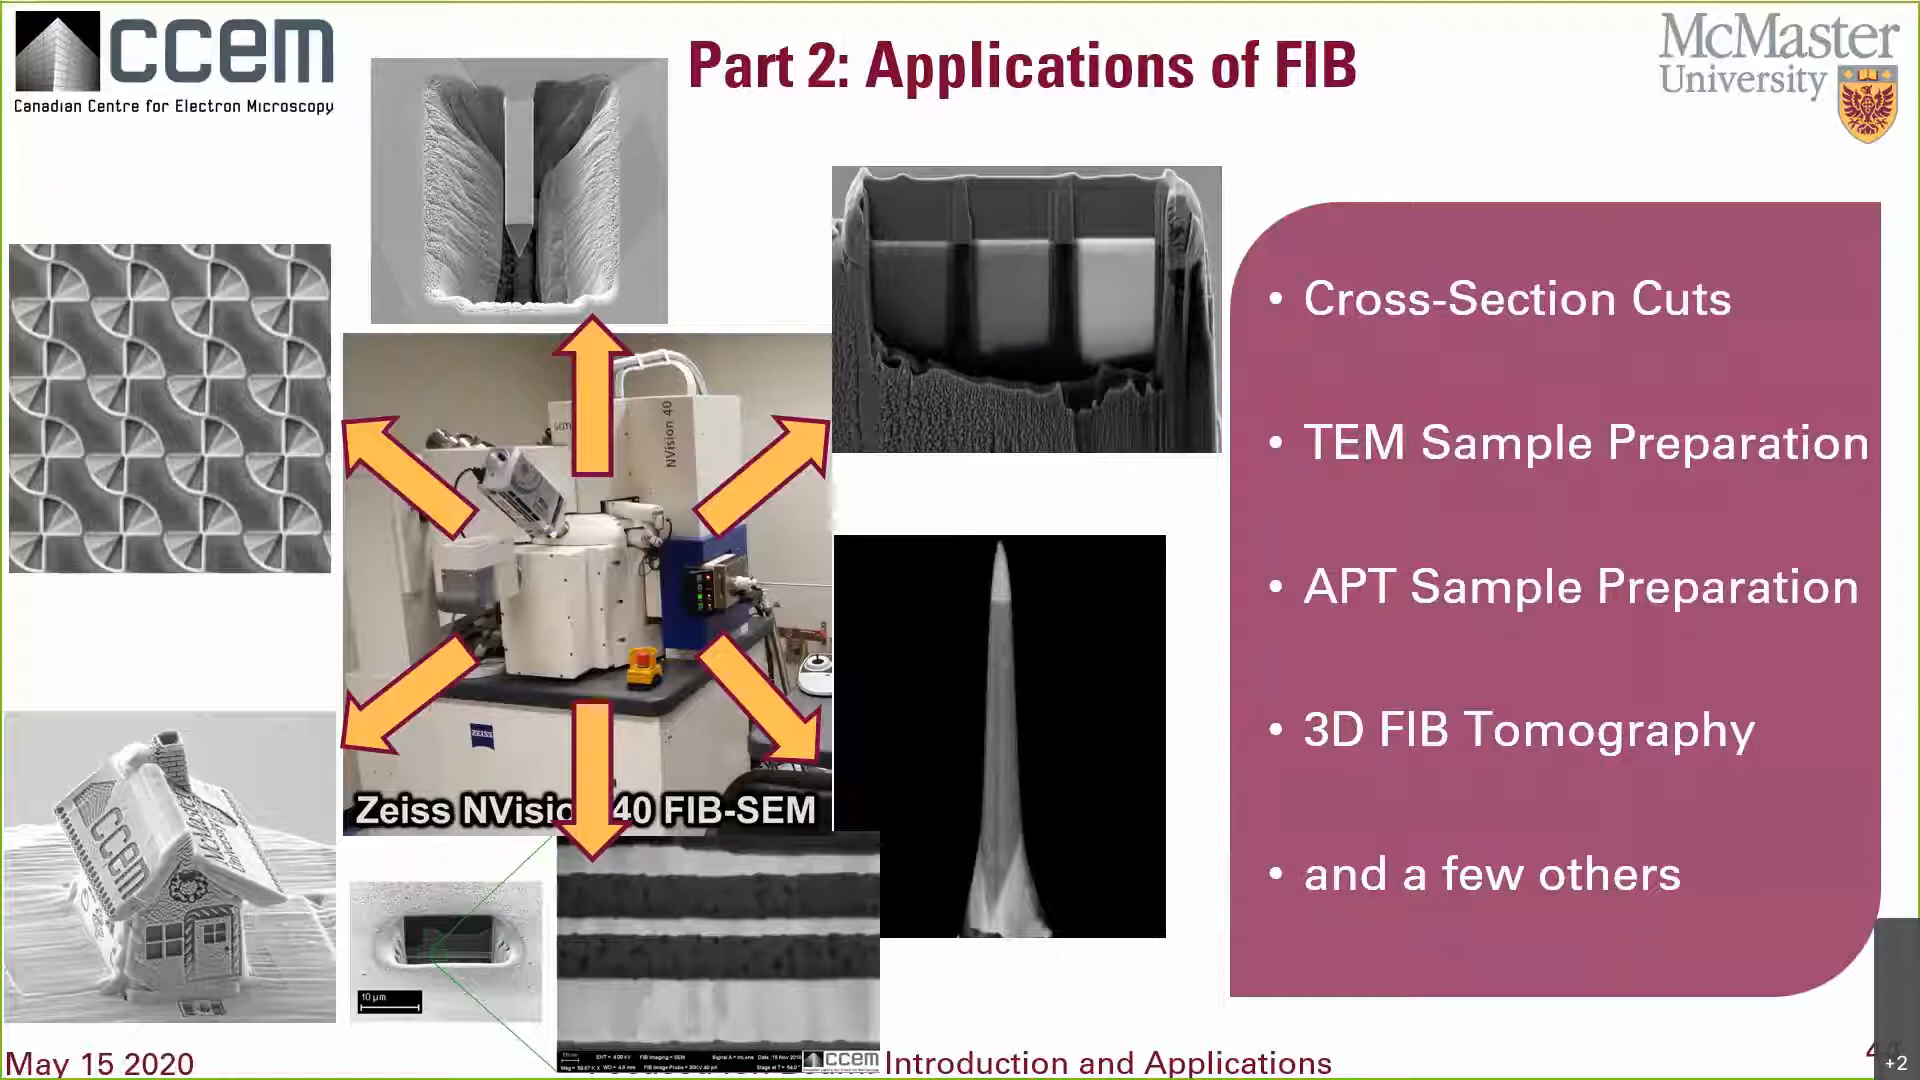 ccem
Canadian Centre for Electron Microscopy
Part 2: Applications of FIB
McMaster
University
NVision 40
ZEISS
Zeiss NVision 40 FIB-SEM
ccem
McMaster
10 µm
ccem
• Cross-Section Cuts
• TEM Sample Preparation
• APT Sample Preparation
• 3D FIB Tomography
• and a few others
May 15 2020
Introduction and Applications
+2